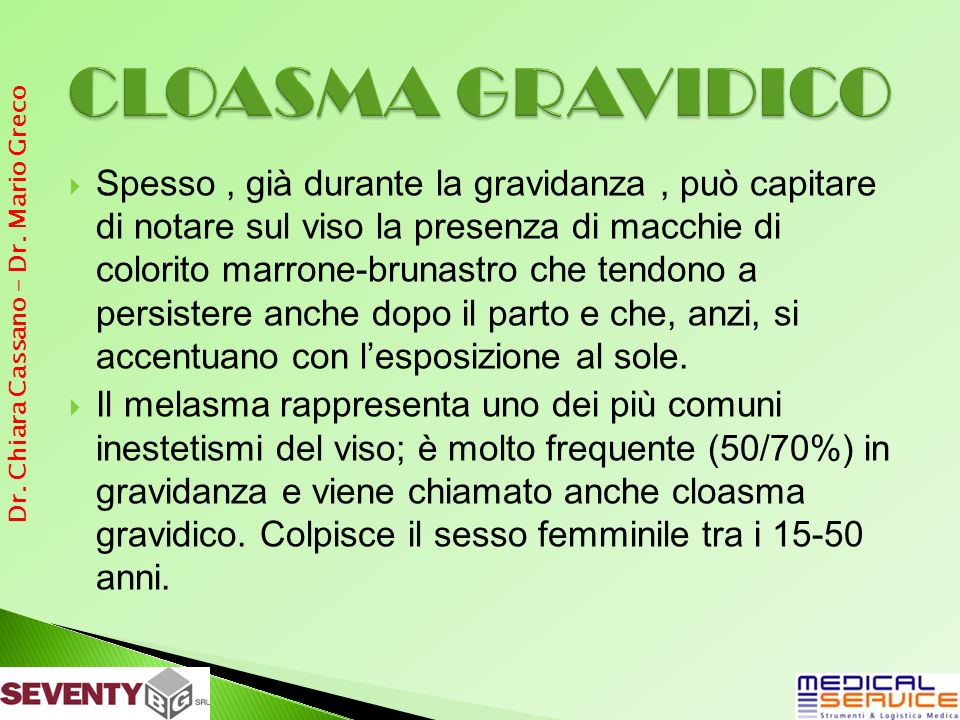 CLOASMA GRAVIDICO
Dr. Chiara Cassano – Dr. Mario Greco
Spesso , già durante la gravidanza , può capitare
di notare sul viso la presenza di macchie di
colorito marrone-brunastro che tendono a
persistere anche dopo il parto e che, anzi, si
accentuano con l’esposizione al sole.
Il melasma rappresenta uno dei più comuni
inestetismi del viso; è molto frequente (50/70%) in
gravidanza e viene chiamato anche cloasma
gravidico. Colpisce il sesso femminile tra i 15-50
anni.
SEVENTY BG SRL
MEDICAL
SERVICE
Strumenti & Logistica Medica